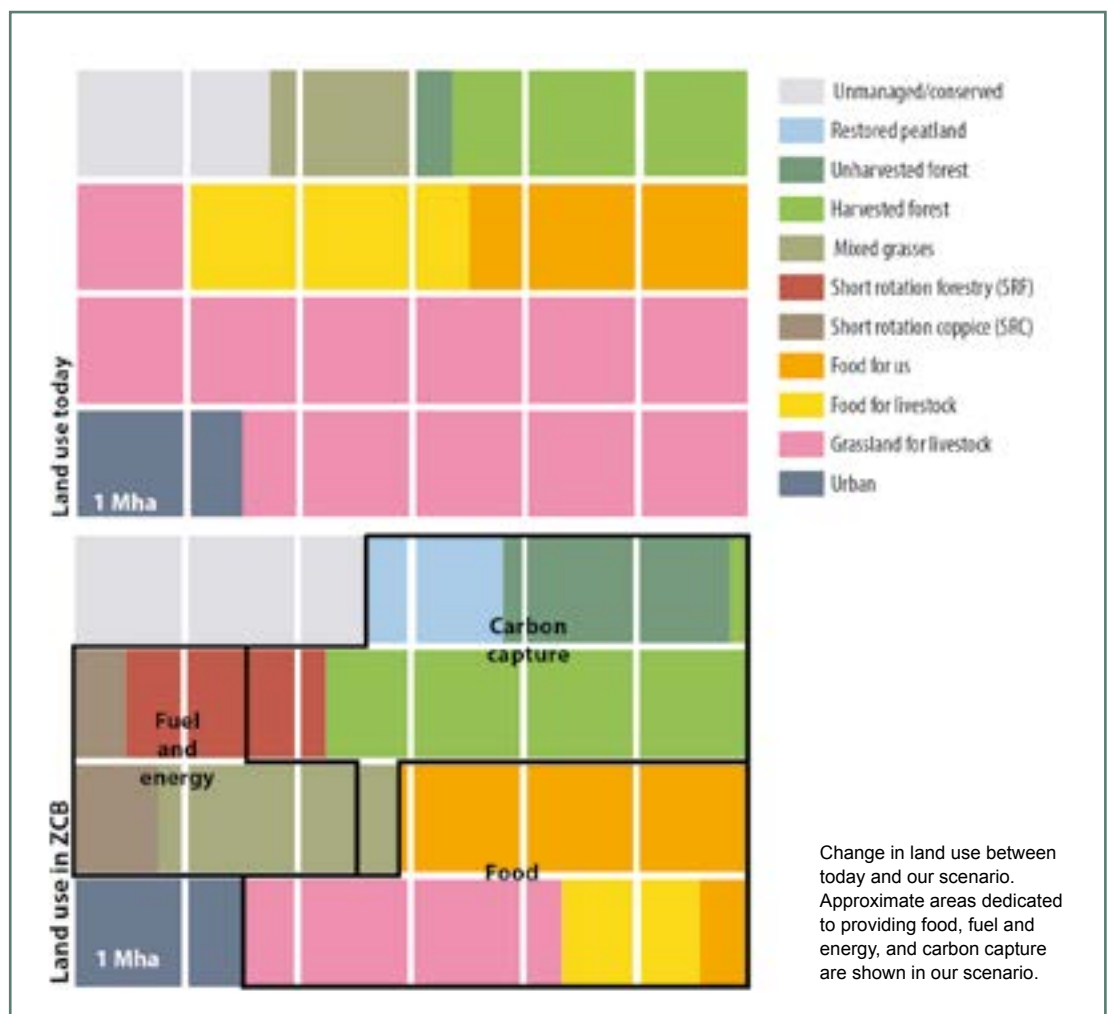 Unmanaged/conserved
Restored peatland
Unharvested forest
Harvested forest
Mixed grasses
Short rotation forestry (SRF)
Short rotation coppice (SRC)
Food for us
Food for livestock
Grassland for livestock
Urban
Land use today
1 Mha
Carbon
capture
Fuel
and
energy
Food
Land use in ZCB
1 Mha
Change in land use between
today and our scenario.
Approximate areas dedicated
to providing food, fuel and
energy, and carbon capture
are shown in our scenario.